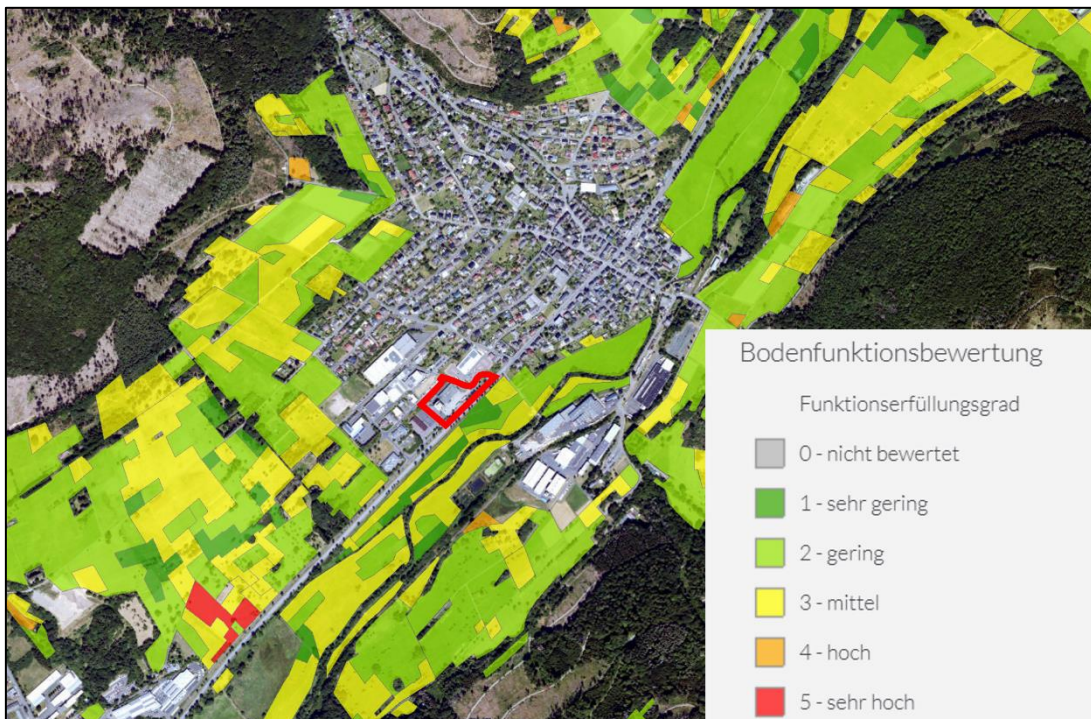 Bodenfunktionsbewertung
Funktionserfüllungsgrad
0 - nicht bewertet
1 - sehr gering
2 - gering
3 - mittel
4 - hoch
5 - sehr hoch